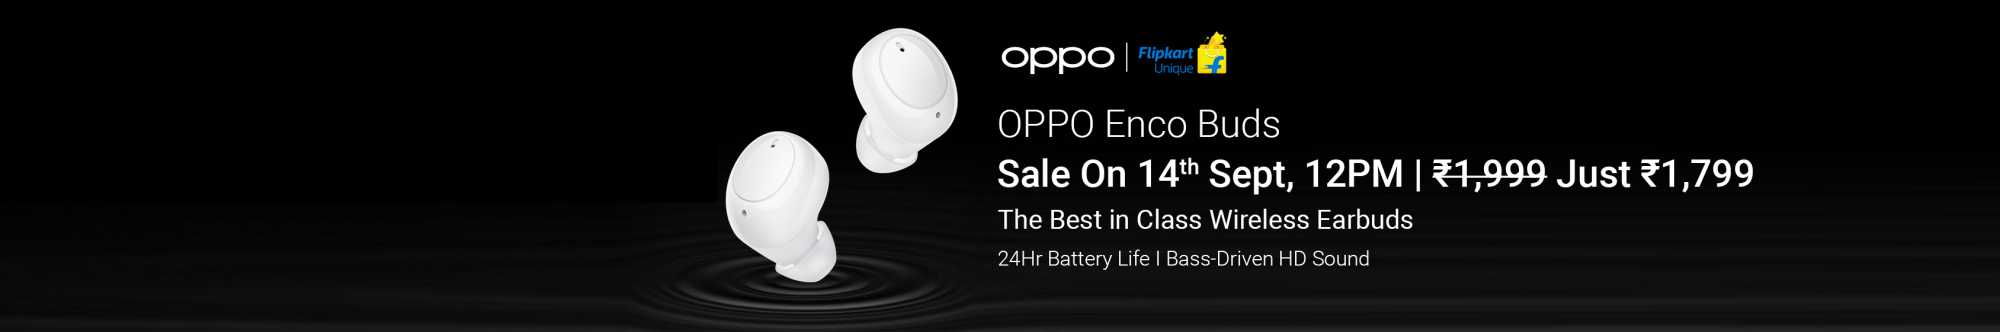 oppo | Flipkart Unique
OPPO Enco Buds
Sale On 14th Sept, 12PM | ₹1,999 Just ₹1,799
The Best in Class Wireless Earbuds
24Hr Battery Life I Bass-Driven HD Sound